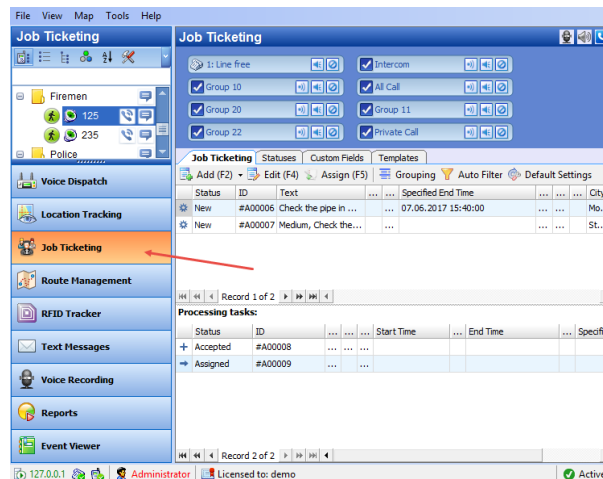 File View Map Tools Help
Job Ticketing
Firemen
125
235
Police
Voice Dispatch
Location Tracking
Job Ticketing
Route Management
RFID Tracker
Text Messages
Voice Recording
Reports
Event Viewer
Job Ticketing
1: Line free Intercom
Group 10 All Call
Group 20 Group 11
Group 22 Private Call
Job Ticketing Statuses Custom Fields Templates
Add (F2) Edit (F4) Assign (F5) Grouping Auto Filter Default Settings
Status ID Text ... ... Specified End Time ... ... City
New #A00006 Check the pipe in ... ... 07.06.2017 15:40:00 ... ... Mo...
New #A00007 Medium, Check the... ... ... ... St...
Record 1 of 2
Processing tasks:
Status ID ... ... ... Start Time ... End Time ... Specifi
Accepted #A00008 ... ... ...
Assigned #A00009 ... ...
Record 2 of 2
127.0.0.1 Administrator Licensed to: demo Active